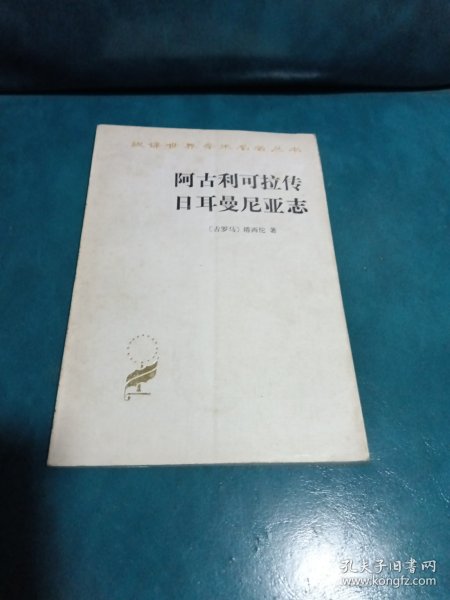 汉译世界学术名著丛书
阿古利可拉传
日耳曼尼亚志
〔古罗马〕塔西佗 著
孔夫子旧书网
www.kongfz.com